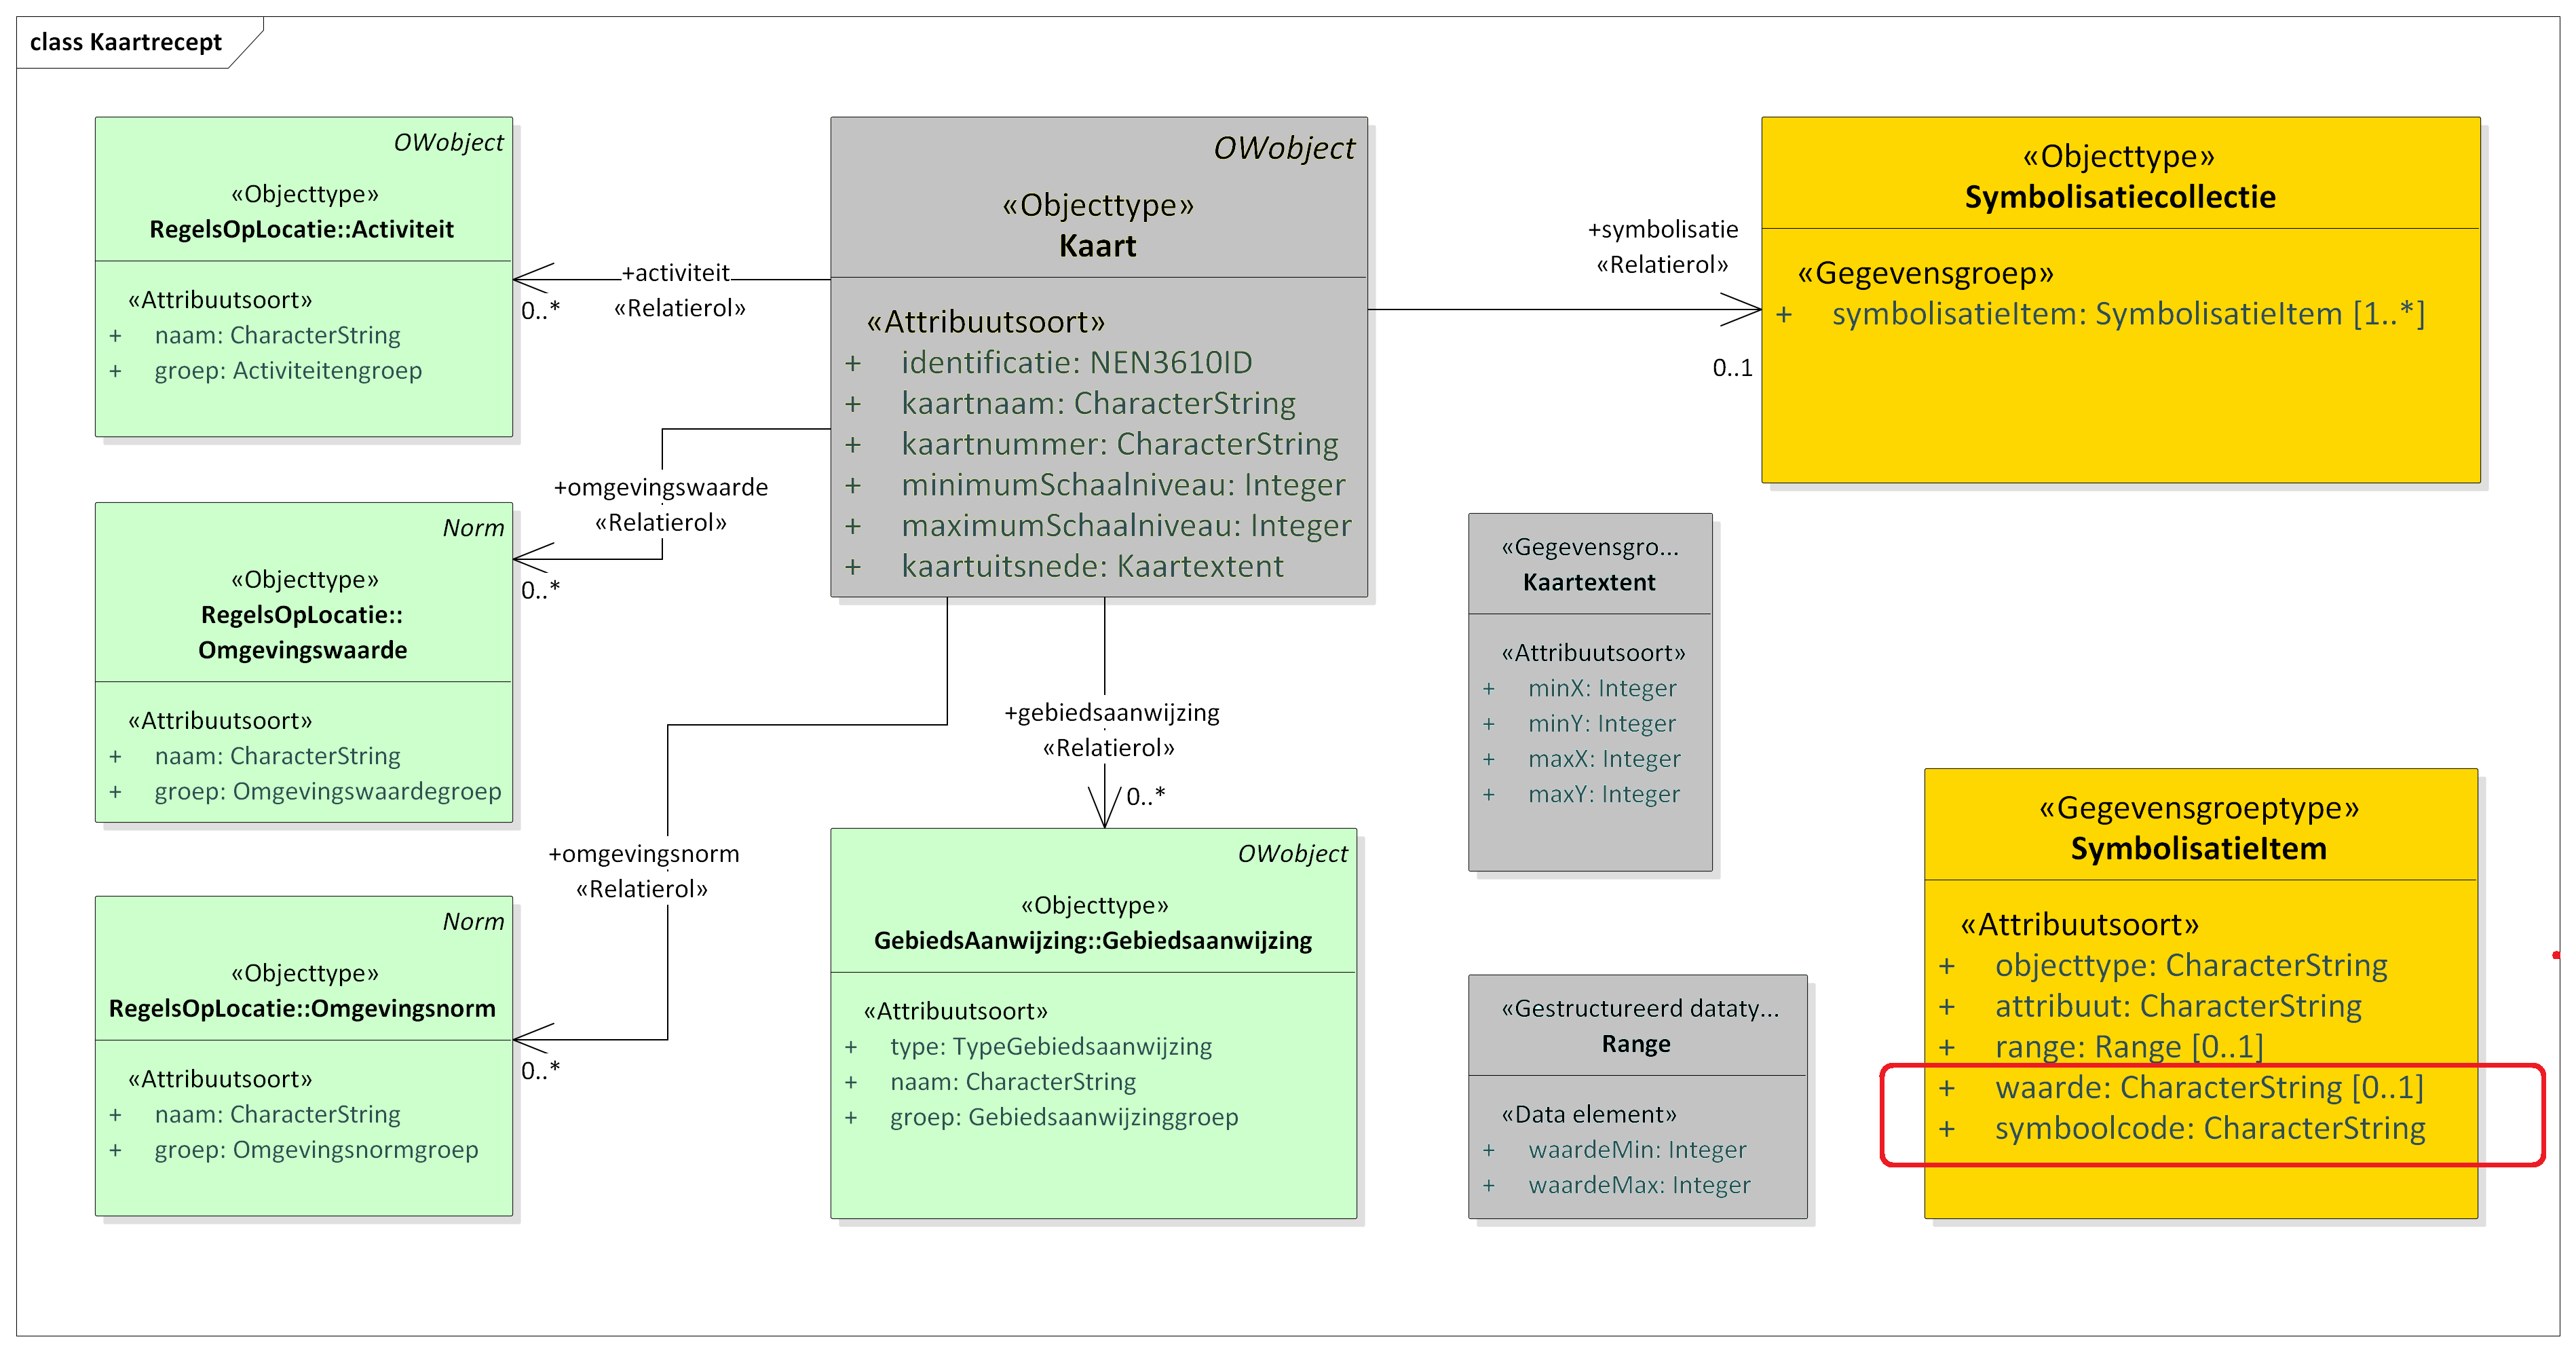 class Kaartrecept
OWobject
«Objecttype»
RegelsOpLocatie::Activiteit
«Attribuutsoort»
+ naam: CharacterString
+ groep: Activiteitengroep
+activiteit
«Relatierol»
0..*
OWobject
«Objecttype»
Kaart
«Attribuutsoort»
+ identificatie: NEN3610ID
+ kaartnaam: CharacterString
+ kaartnummer: CharacterString
+ minimumSchaalniveau: Integer
+ maximumSchaalniveau: Integer
+ kaartuitsnede: Kaartextent
+symbolisatie
«Relatierol»
0..1
«Objecttype»
Symbolisatiecollectie
«Gegevensgroep»
+ symbolisatieItem: SymbolisatieItem [1..*]
+omgevingswaarde
«Relatierol»
0..*
Norm
«Objecttype»
RegelsOpLocatie::
Omgevingswaarde
«Attribuutsoort»
+ naam: CharacterString
+ groep: Omgevingswaardegroep
«Gegevensgro...
Kaartextent
«Attribuutsoort»
+ minX: Integer
+ minY: Integer
+ maxX: Integer
+ maxY: Integer
+gebiedsaanwijzing
«Relatierol»
0..*
+omgevingsnorm
«Relatierol»
0..*
Norm
«Objecttype»
RegelsOpLocatie::Omgevingsnorm
«Attribuutsoort»
+ naam: CharacterString
+ groep: Omgevingsnormgroep
OWobject
«Objecttype»
GebiedsAanwijzing::Gebiedsaanwijzing
«Attribuutsoort»
+ type: TypeGebiedsaanwijzing
+ naam: CharacterString
+ groep: Gebiedsaanwijzinggroep
«Gestructureerd dataty...
Range
«Data element»
+ waardeMin: Integer
+ waardeMax: Integer
«Gegevensgroeptype»
SymbolisatieItem
«Attribuutsoort»
+ objecttype: CharacterString
+ attribuut: CharacterString
+ range: Range [0..1]
+ waarde: CharacterString [0..1]
+ symboolcode: CharacterString